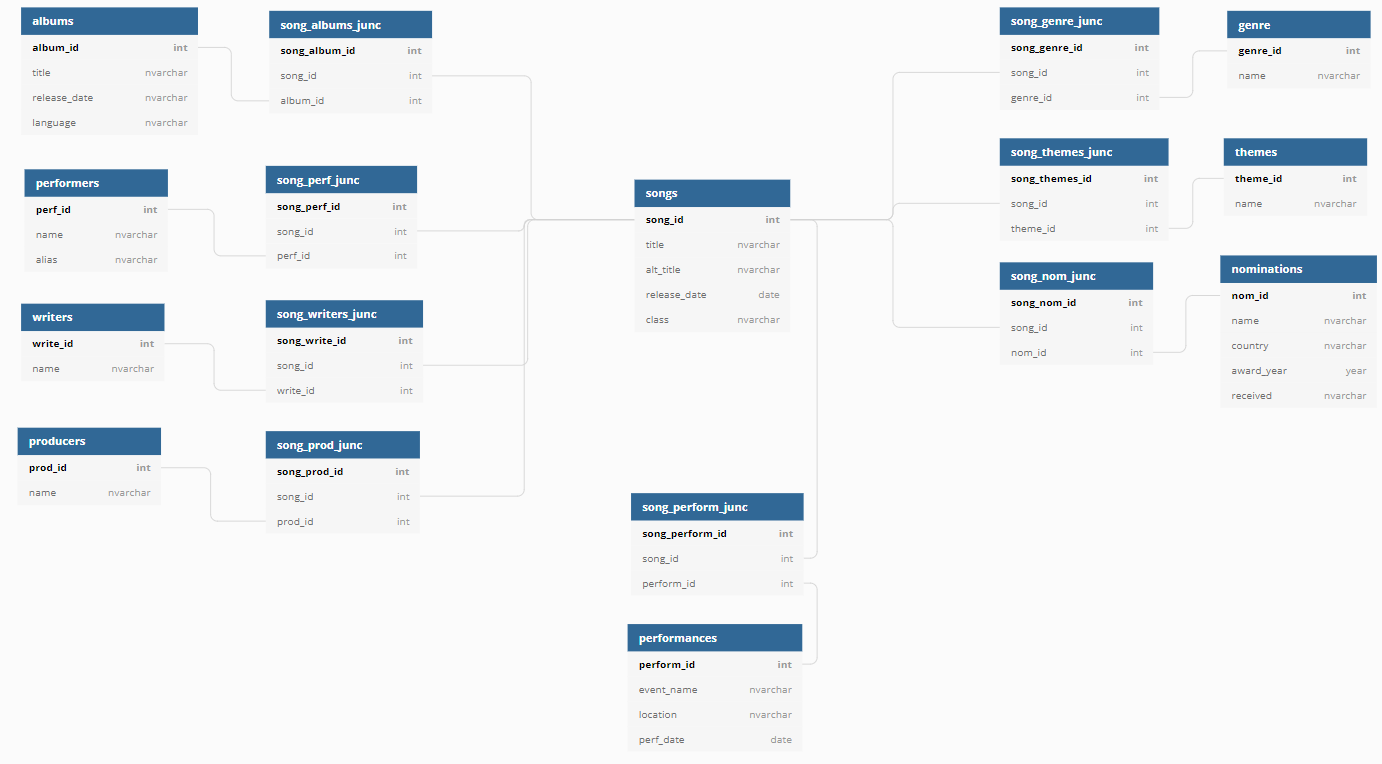 albums
album_id int
title nvarchar
release_date nvarchar
language nvarchar
song_albums_junc
song_album_id int
song_id int
album_id int
performers
perf_id int
name nvarchar
alias nvarchar
song_perf_junc
song_perf_id int
song_id int
perf_id int
writers
write_id int
name nvarchar
song_writers_junc
song_write_id int
song_id int
write_id int
producers
prod_id int
name nvarchar
song_prod_junc
song_prod_id int
song_id int
prod_id int
songs
song_id int
title nvarchar
alt_title nvarchar
release_date date
class nvarchar
song_perform_junc
song_perform_id int
song_id int
perform_id int
performances
perform_id int
event_name nvarchar
location nvarchar
perf_date date
song_genre_junc
song_genre_id int
song_id int
genre_id int
genre
genre_id int
name nvarchar
song_themes_junc
song_themes_id int
song_id int
theme_id int
themes
theme_id int
name nvarchar
song_nom_junc
song_nom_id int
song_id int
nom_id int
nominations
nom_id int
name nvarchar
country nvarchar
award_year year
received nvarchar